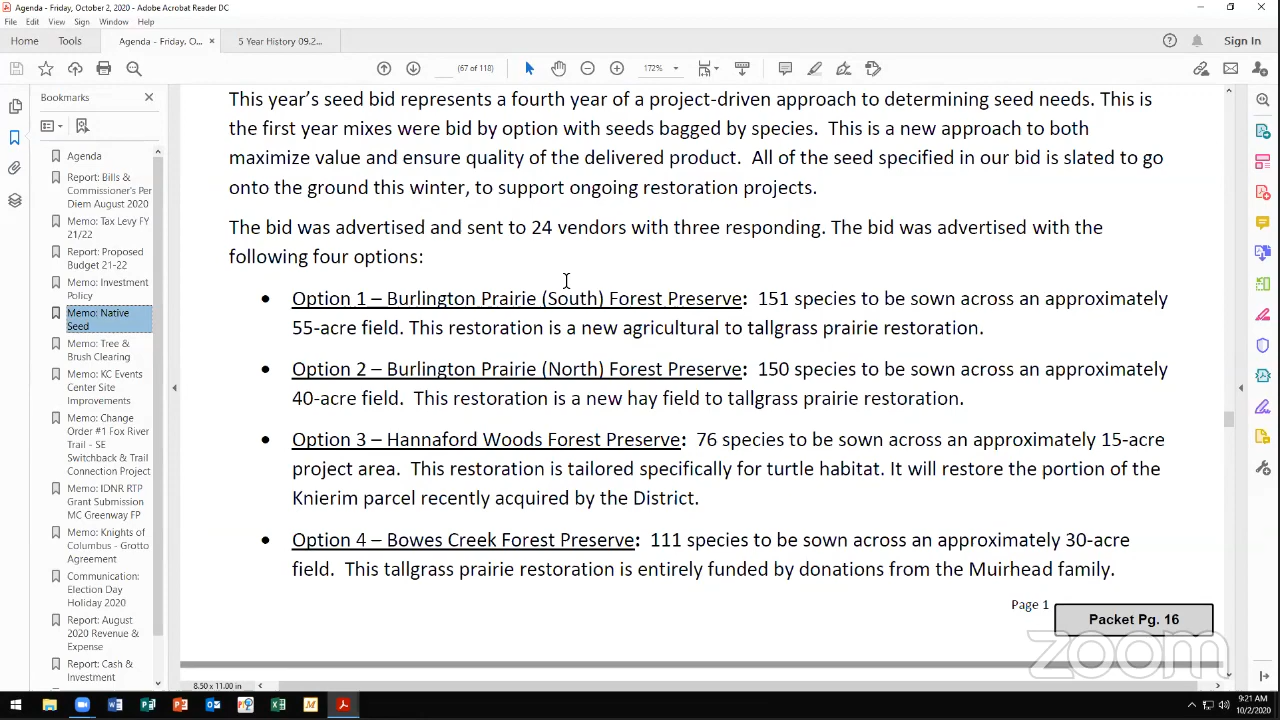 Agenda - Friday, October 2, 2020 - Adobe Acrobat Reader DC
File Edit View Sign Window Help
Home Tools Agenda - Friday, O... × 5 Year History 09.2... Sign In
(67 of 118) 172%
Bookmarks
Agenda
Report: Bills &
Commissioner's Per
Diem August 2020
Memo: Tax Levy FY
21/22
Report: Proposed
Budget 21-22
Memo: Investment
Policy
Memo: Native
Seed
Memo: Tree &
Brush Clearing
Memo: KC Events
Center Site
Improvements
Memo: Change
Order #1 Fox River
Trail - SE
Switchback & Trail
Connection Project
Memo: IDNR RTP
Grant Submission
MC Greenway FP
Memo: Knights of
Columbus - Grotto
Agreement
Communication:
Election Day
Holiday 2020
Report: August
2020 Revenue &
Expense
Report: Cash &
Investment
This year's seed bid represents a fourth year of a project-driven approach to determining seed needs. This is
the first year mixes were bid by option with seeds bagged by species. This is a new approach to both
maximize value and ensure quality of the delivered product. All of the seed specified in our bid is slated to go
onto the ground this winter, to support ongoing restoration projects.
The bid was advertised and sent to 24 vendors with three responding. The bid was advertised with the
following four options:
• Option 1 – Burlington Prairie (South) Forest Preserve: 151 species to be sown across an approximately
55-acre field. This restoration is a new agricultural to tallgrass prairie restoration.
• Option 2 – Burlington Prairie (North) Forest Preserve: 150 species to be sown across an approximately
40-acre field. This restoration is a new hay field to tallgrass prairie restoration.
• Option 3 – Hannaford Woods Forest Preserve: 76 species to be sown across an approximately 15-acre
project area. This restoration is tailored specifically for turtle habitat. It will restore the portion of the
Knierim parcel recently acquired by the District.
• Option 4 – Bowes Creek Forest Preserve: 111 species to be sown across an approximately 30-acre
field. This tallgrass prairie restoration is entirely funded by donations from the Muirhead family.
Page 1
Packet Pg. 16
zoom
8.50 x 11.00 in
9:21 AM
10/2/2020